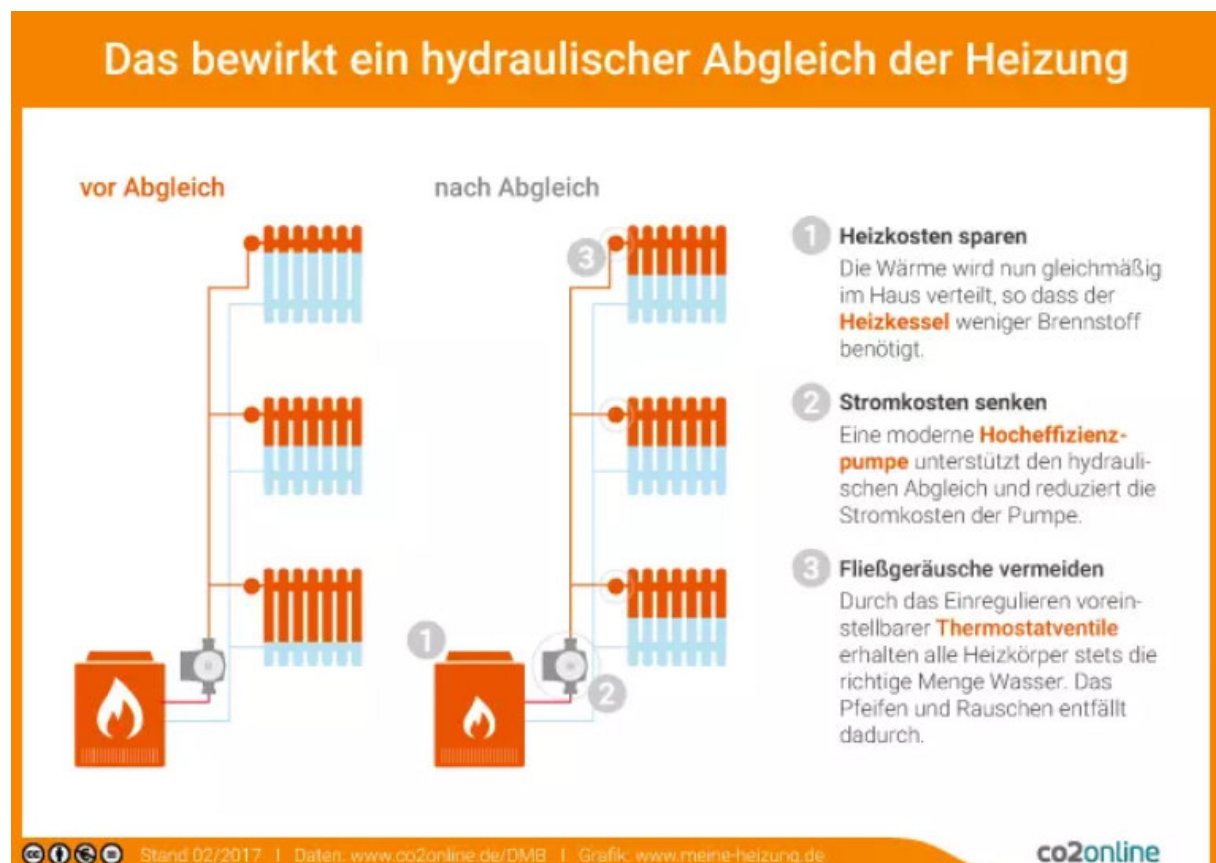 Das bewirkt ein hydraulischer Abgleich der Heizung
vor Abgleich
nach Abgleich
3
1
2
1 Heizkosten sparen
Die Wärme wird nun gleichmäßig
im Haus verteilt, so dass der
Heizkessel weniger Brennstoff
benötigt.
2 Stromkosten senken
Eine moderne Hocheffizienz-
pumpe unterstützt den hydrauli-
schen Abgleich und reduziert die
Stromkosten der Pumpe.
3 Fließgeräusche vermeiden
Durch das Einregulieren vorein-
stellbarer Thermostatventile
erhalten alle Heizkörper stets die
richtige Menge Wasser. Das
Pfeifen und Rauschen entfällt
dadurch.
cc Stand 02/2017 | Daten: www.co2online.de/DMB | Grafik: www.meine-heizung.de
co2online